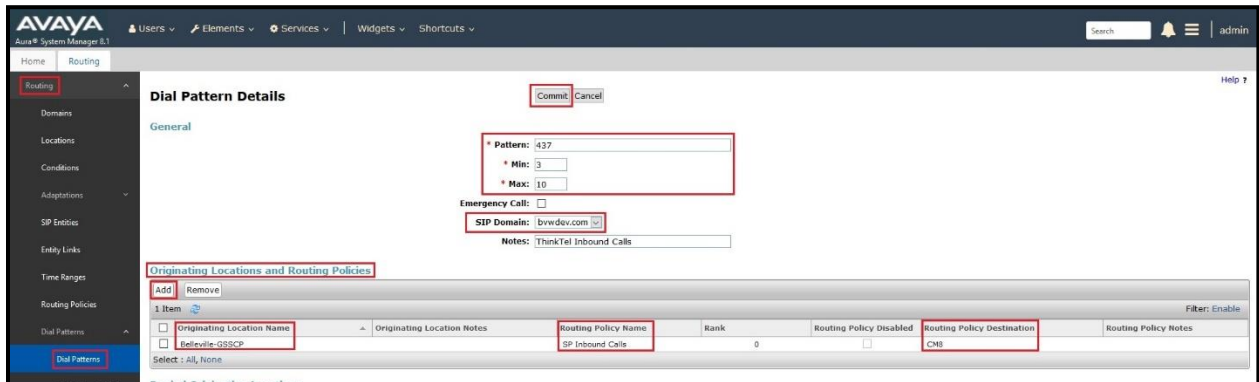 AVAYA
Aura® System Manager 8.1
Users Elements Services | Widgets Shortcuts
Search
admin
Home Routing
Help ?
Routing
Domains
Locations
Conditions
Adaptations
SIP Entities
Entity Links
Time Ranges
Routing Policies
Dial Patterns
Dial Patterns
Dial Pattern Details
Commit Cancel
General
* Pattern: 437
* Min: 3
* Max: 10
Emergency Call:
SIP Domain: bvwdev.com
Notes: ThinkTel Inbound Calls
Originating Locations and Routing Policies
Add Remove
1 Item
Filter: Enable
Originating Location Name Originating Location Notes Routing Policy Name Rank Routing Policy Disabled Routing Policy Destination Routing Policy Notes
Belleville-GSSCP SP Inbound Calls 0 CM8
Select : All, None